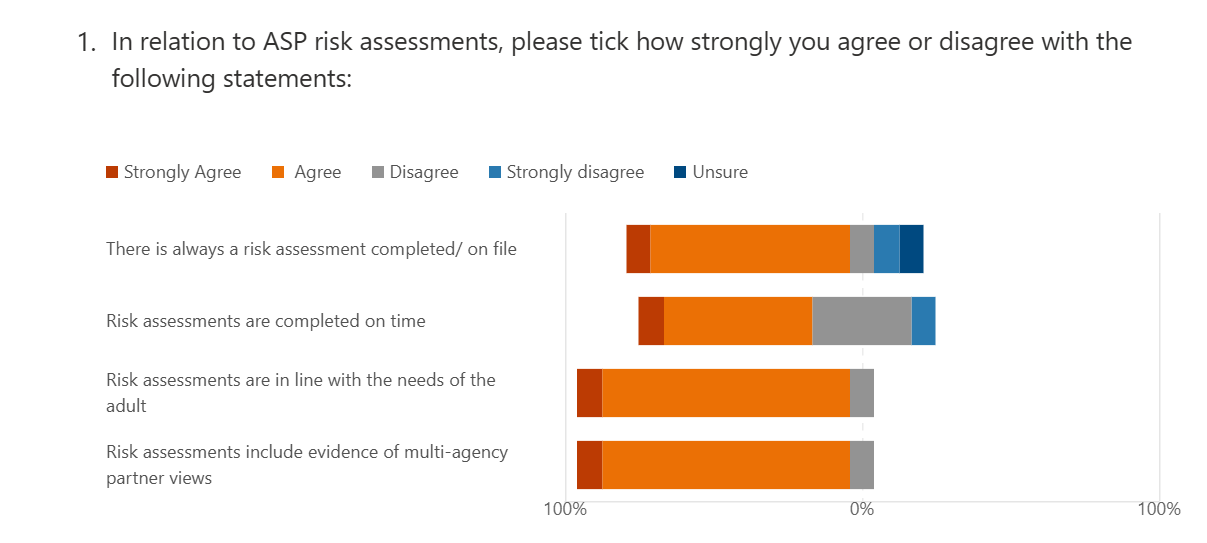 1. In relation to ASP risk assessments, please tick how strongly you agree or disagree with the
following statements:
Strongly Agree Agree Disagree Strongly disagree Unsure
There is always a risk assessment completed/ on file
Risk assessments are completed on time
Risk assessments are in line with the needs of the
adult
Risk assessments include evidence of multi-agency
partner views
100% 0% 100%